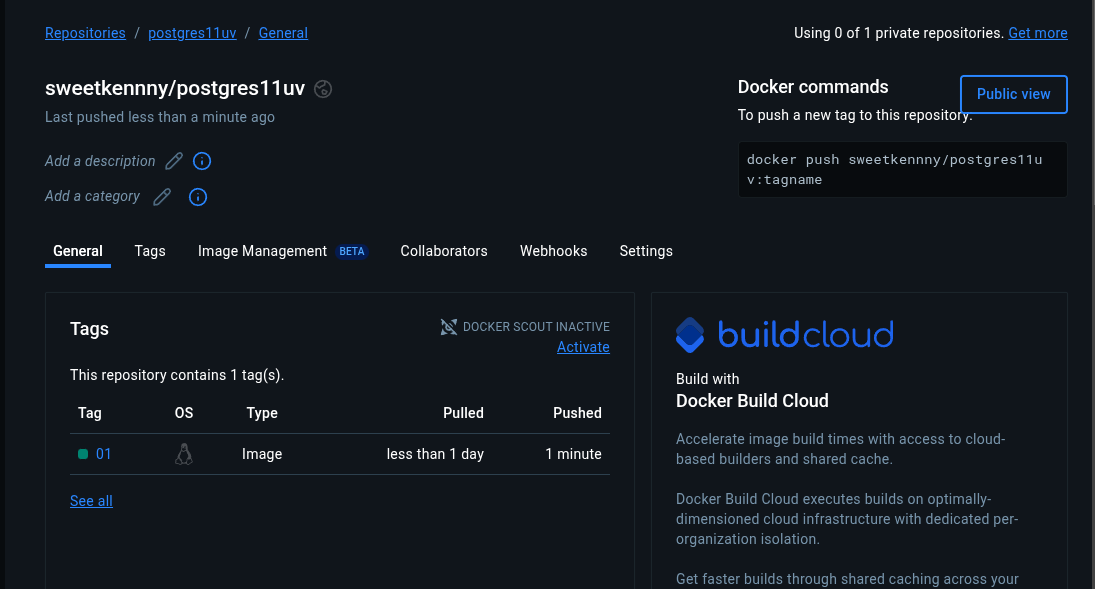 Repositories / postgres11uv / General
Using 0 of 1 private repositories. Get more
sweetkennny/postgres11uv
Last pushed less than a minute ago
Add a description
Add a category
Docker commands
Public view
To push a new tag to this repository:
docker push sweetkennny/postgres11u
v:tagname
General Tags Image Management BETA Collaborators Webhooks Settings
Tags
DOCKER SCOUT INACTIVE
Activate
This repository contains 1 tag(s).
Tag OS Type Pulled Pushed
01 Image less than 1 day 1 minute
See all
buildcloud
Build with
Docker Build Cloud
Accelerate image build times with access to cloud-
based builders and shared cache.
Docker Build Cloud executes builds on optimally-
dimensioned cloud infrastructure with dedicated per-
organization isolation.
Get faster builds through shared caching across your